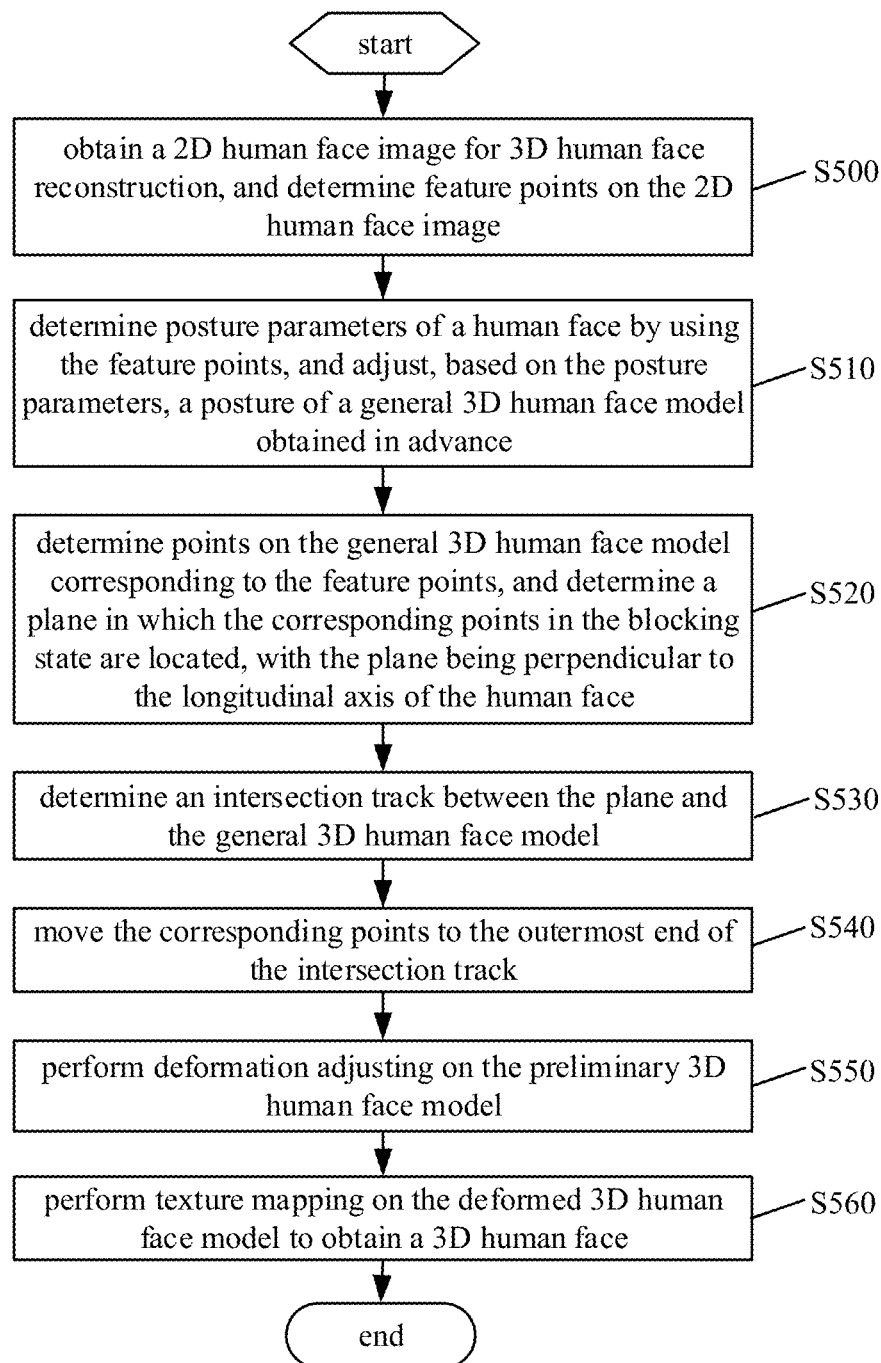 start
obtain a 2D human face image for 3D human face
reconstruction, and determine feature points on the 2D
human face image
S500
determine posture parameters of a human face by using
the feature points, and adjust, based on the posture
parameters, a posture of a general 3D human face model
obtained in advance
S510
determine points on the general 3D human face model
corresponding to the feature points, and determine a
plane in which the corresponding points in the blocking
state are located, with the plane being perpendicular to
the longitudinal axis of the human face
S520
determine an intersection track between the plane and
the general 3D human face model
S530
move the corresponding points to the outermost end of
the intersection track
S540
perform deformation adjusting on the preliminary 3D
human face model
S550
perform texture mapping on the deformed 3D human
face model to obtain a 3D human face
S560
end